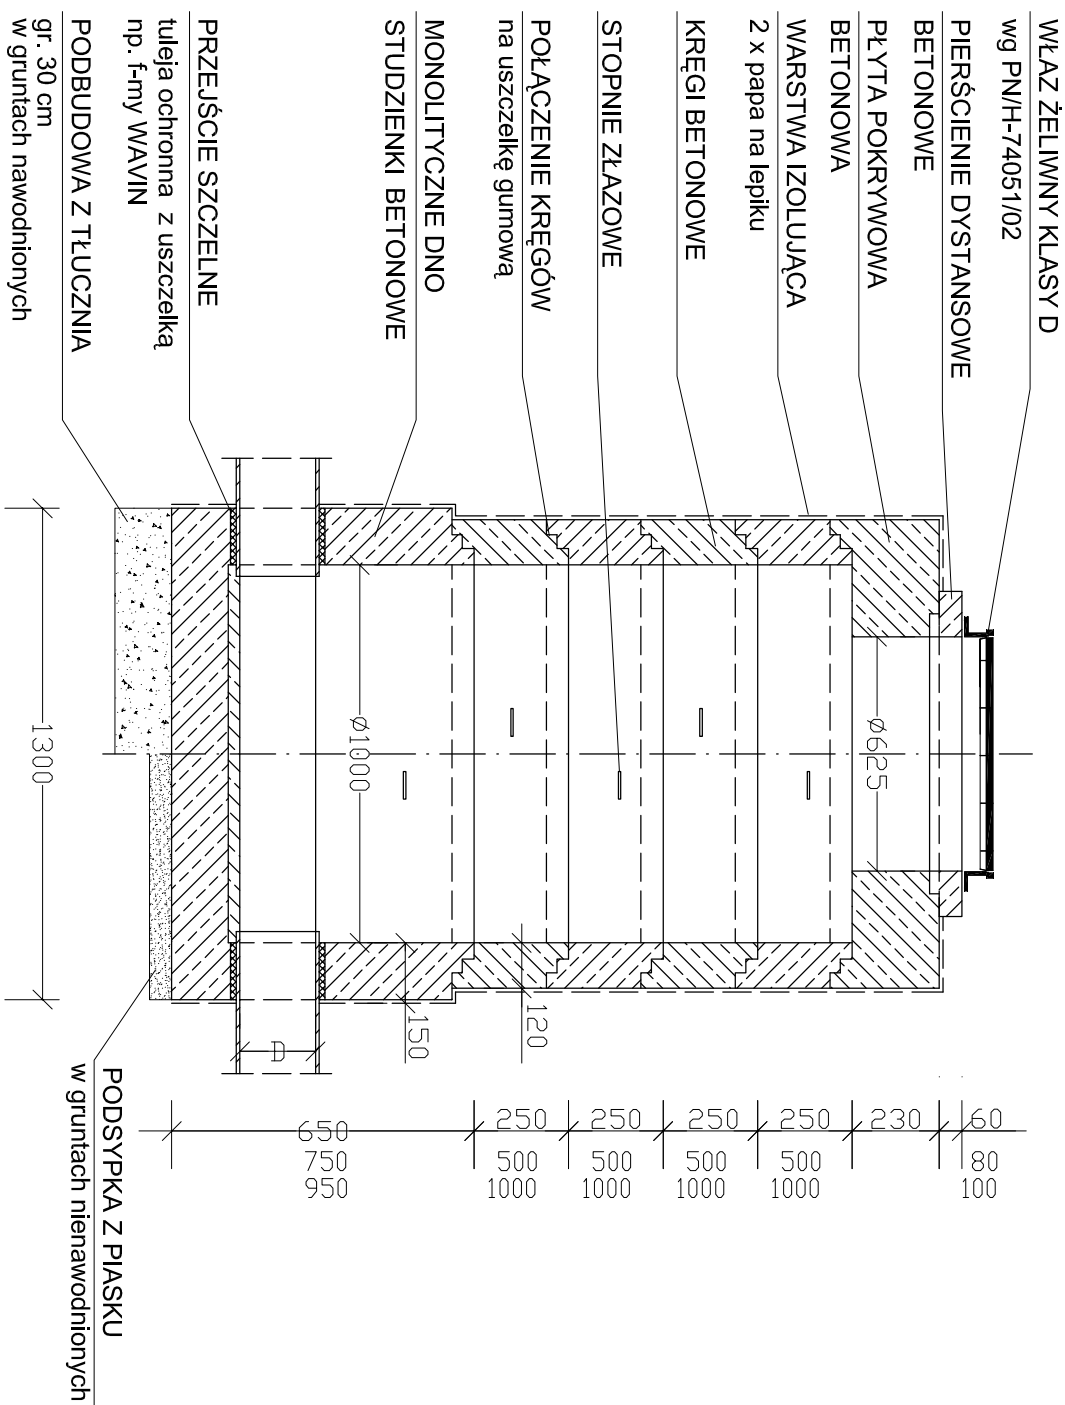 WŁAZ ŻELIWNY KLASY D
wg PN/H-74051/02
PIERŚCIENIE DYSTANSOWE
BETONOWE
PŁYTA POKRYWOWA
BETONOWA
WARSTWA IZOLUJĄCA
2 x papa na lepiku
KRĘGI BETONOWE
STOPNIE ZŁAZOWE
POŁĄCZENIE KRĘGÓW
na uszczelkę gumową
MONOLITYCZNE DNO
STUDZIENKI BETONOWE
PRZEJŚCIE SZCZELNE
tuleja ochronna z uszczelką
np. f-my WAVIN
PODBUDOWA Z TŁUCZNIA
gr. 30 cm
w gruntach nawodnionych
Ø625
Ø1000
1300
120
150
D
60
80
100
230
250
500
1000
250
500
1000
250
500
1000
250
500
1000
650
750
950
PODSYPKA Z PIASKU
w gruntach nienawodnionych